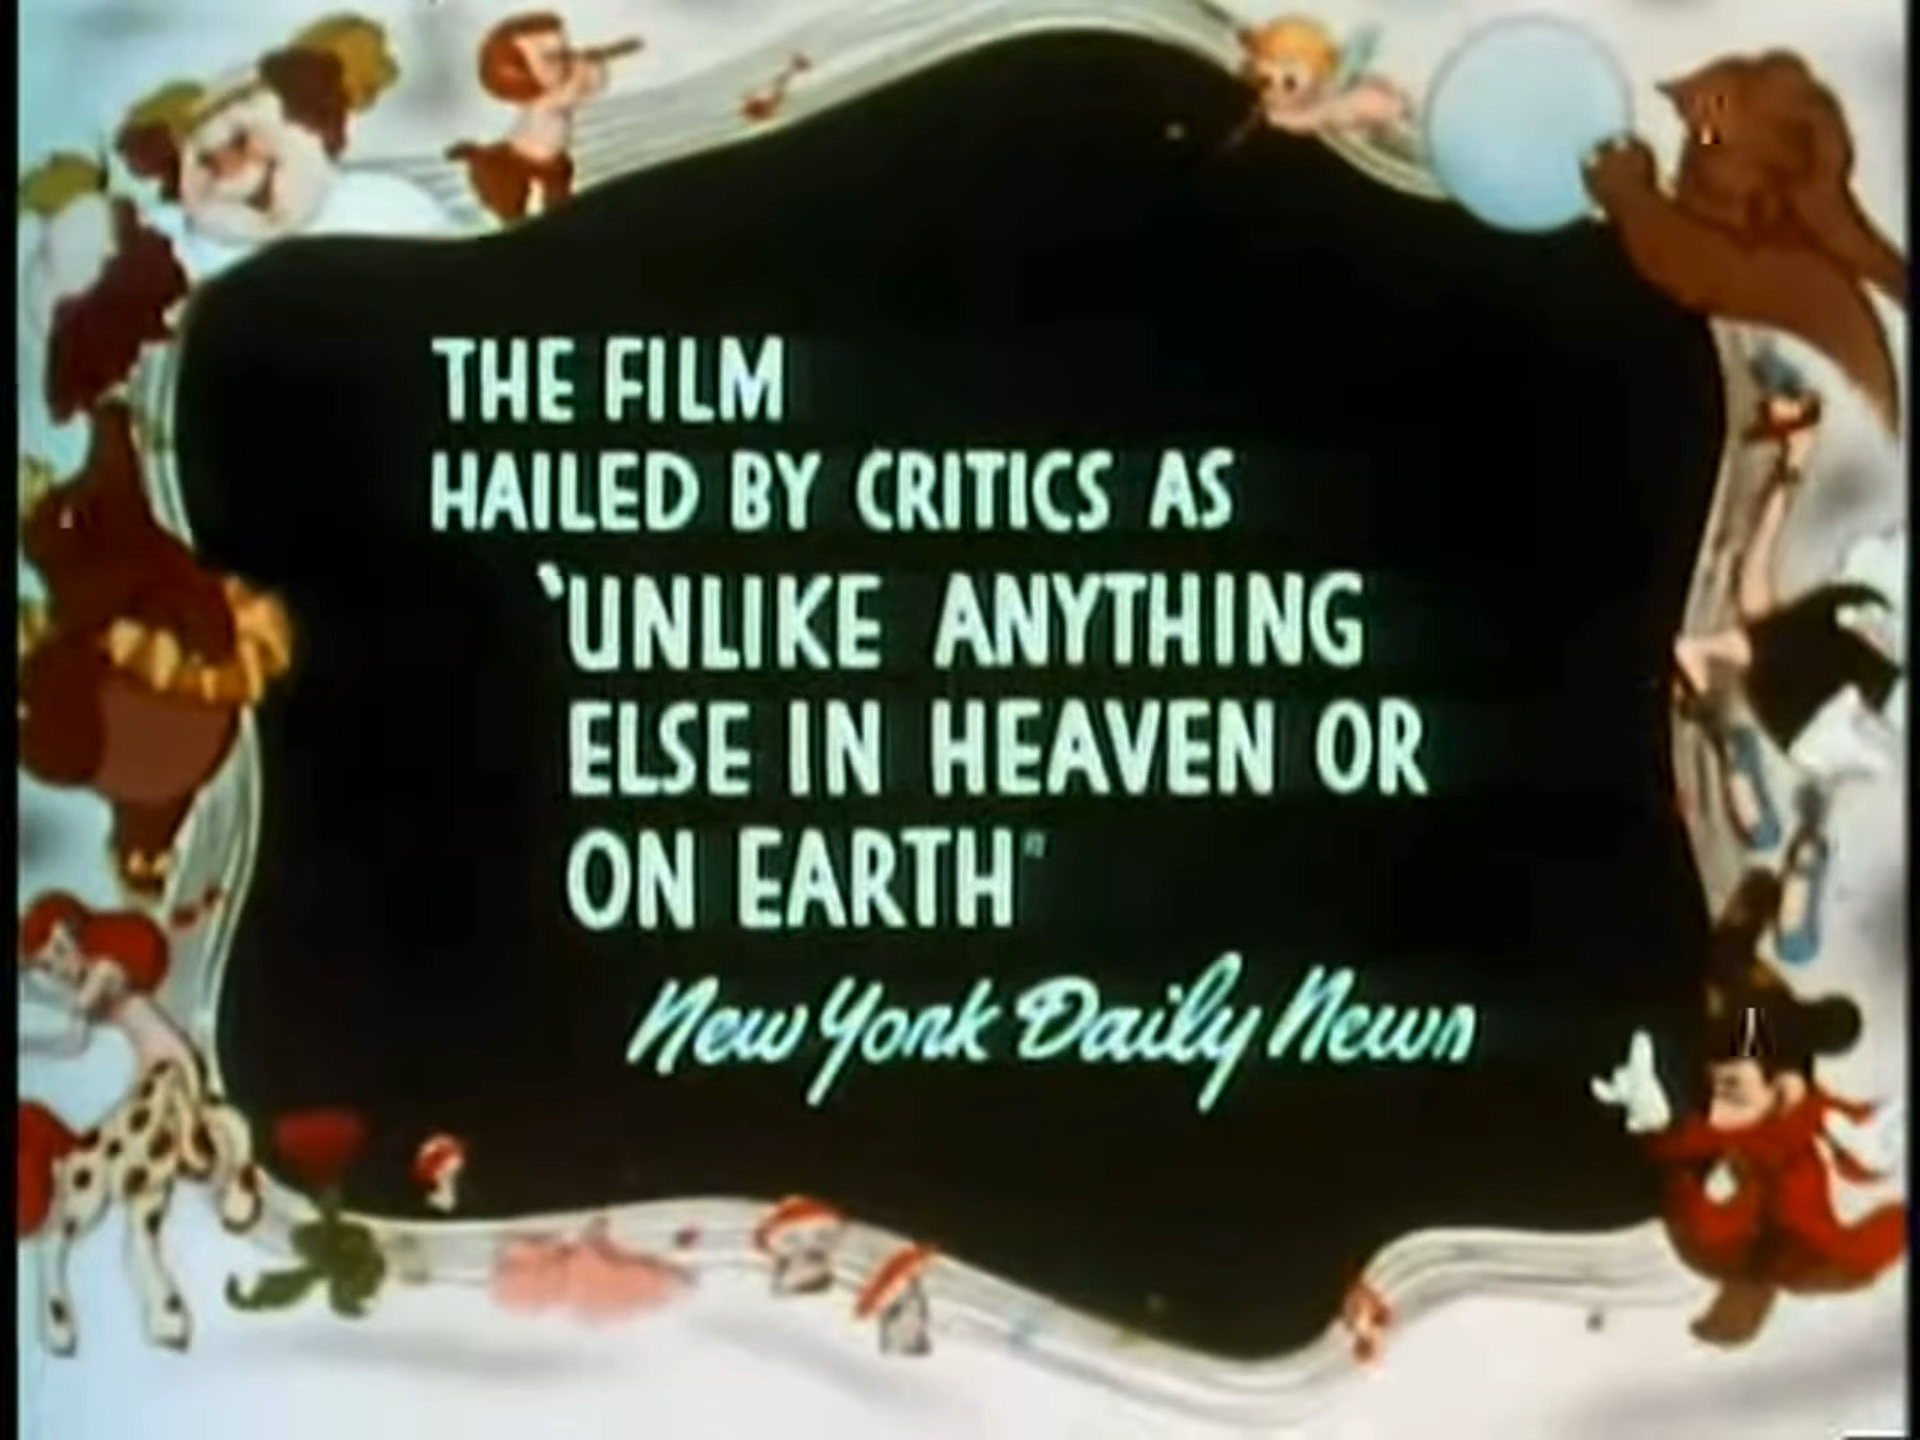 THE FILM
HAILED BY CRITICS AS
"UNLIKE ANYTHING
ELSE IN HEAVEN OR
ON EARTH"
New York Daily News